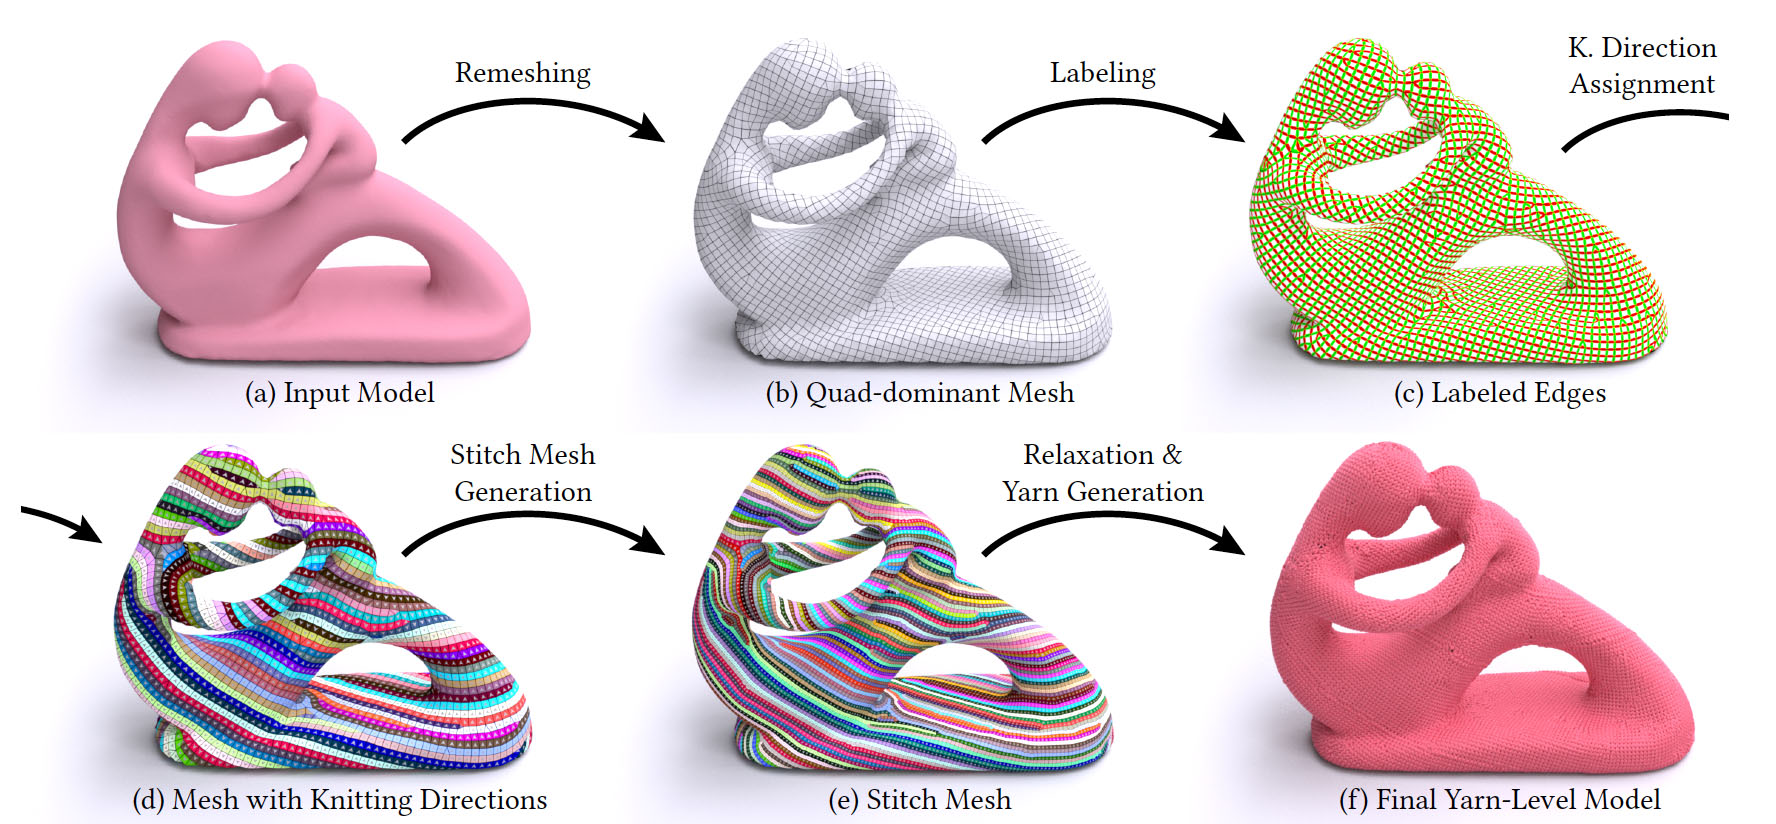 Remeshing
Labeling
K. Direction
Assignment
(a) Input Model
(b) Quad-dominant Mesh
(c) Labeled Edges
Stitch Mesh
Generation
Relaxation &
Yarn Generation
(d) Mesh with Knitting Directions
(e) Stitch Mesh
(f) Final Yarn-Level Model